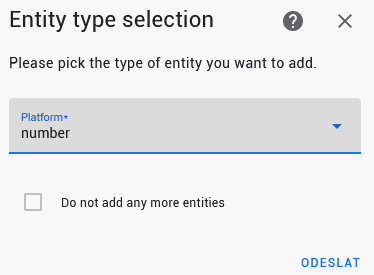 Entity type selection
Please pick the type of entity you want to add.
Platform*
number
Do not add any more entities
ODESLAT